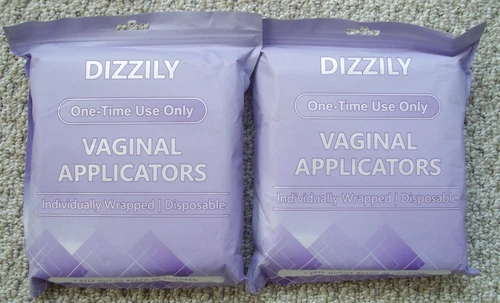 DIZZILY
One-Time Use Only
VAGINAL
APPLICATORS
Individually Wrapped | Disposable
DIZZILY
One-Time Use Only
VAGINAL
APPLICATORS
Individually Wrapped | Disposable